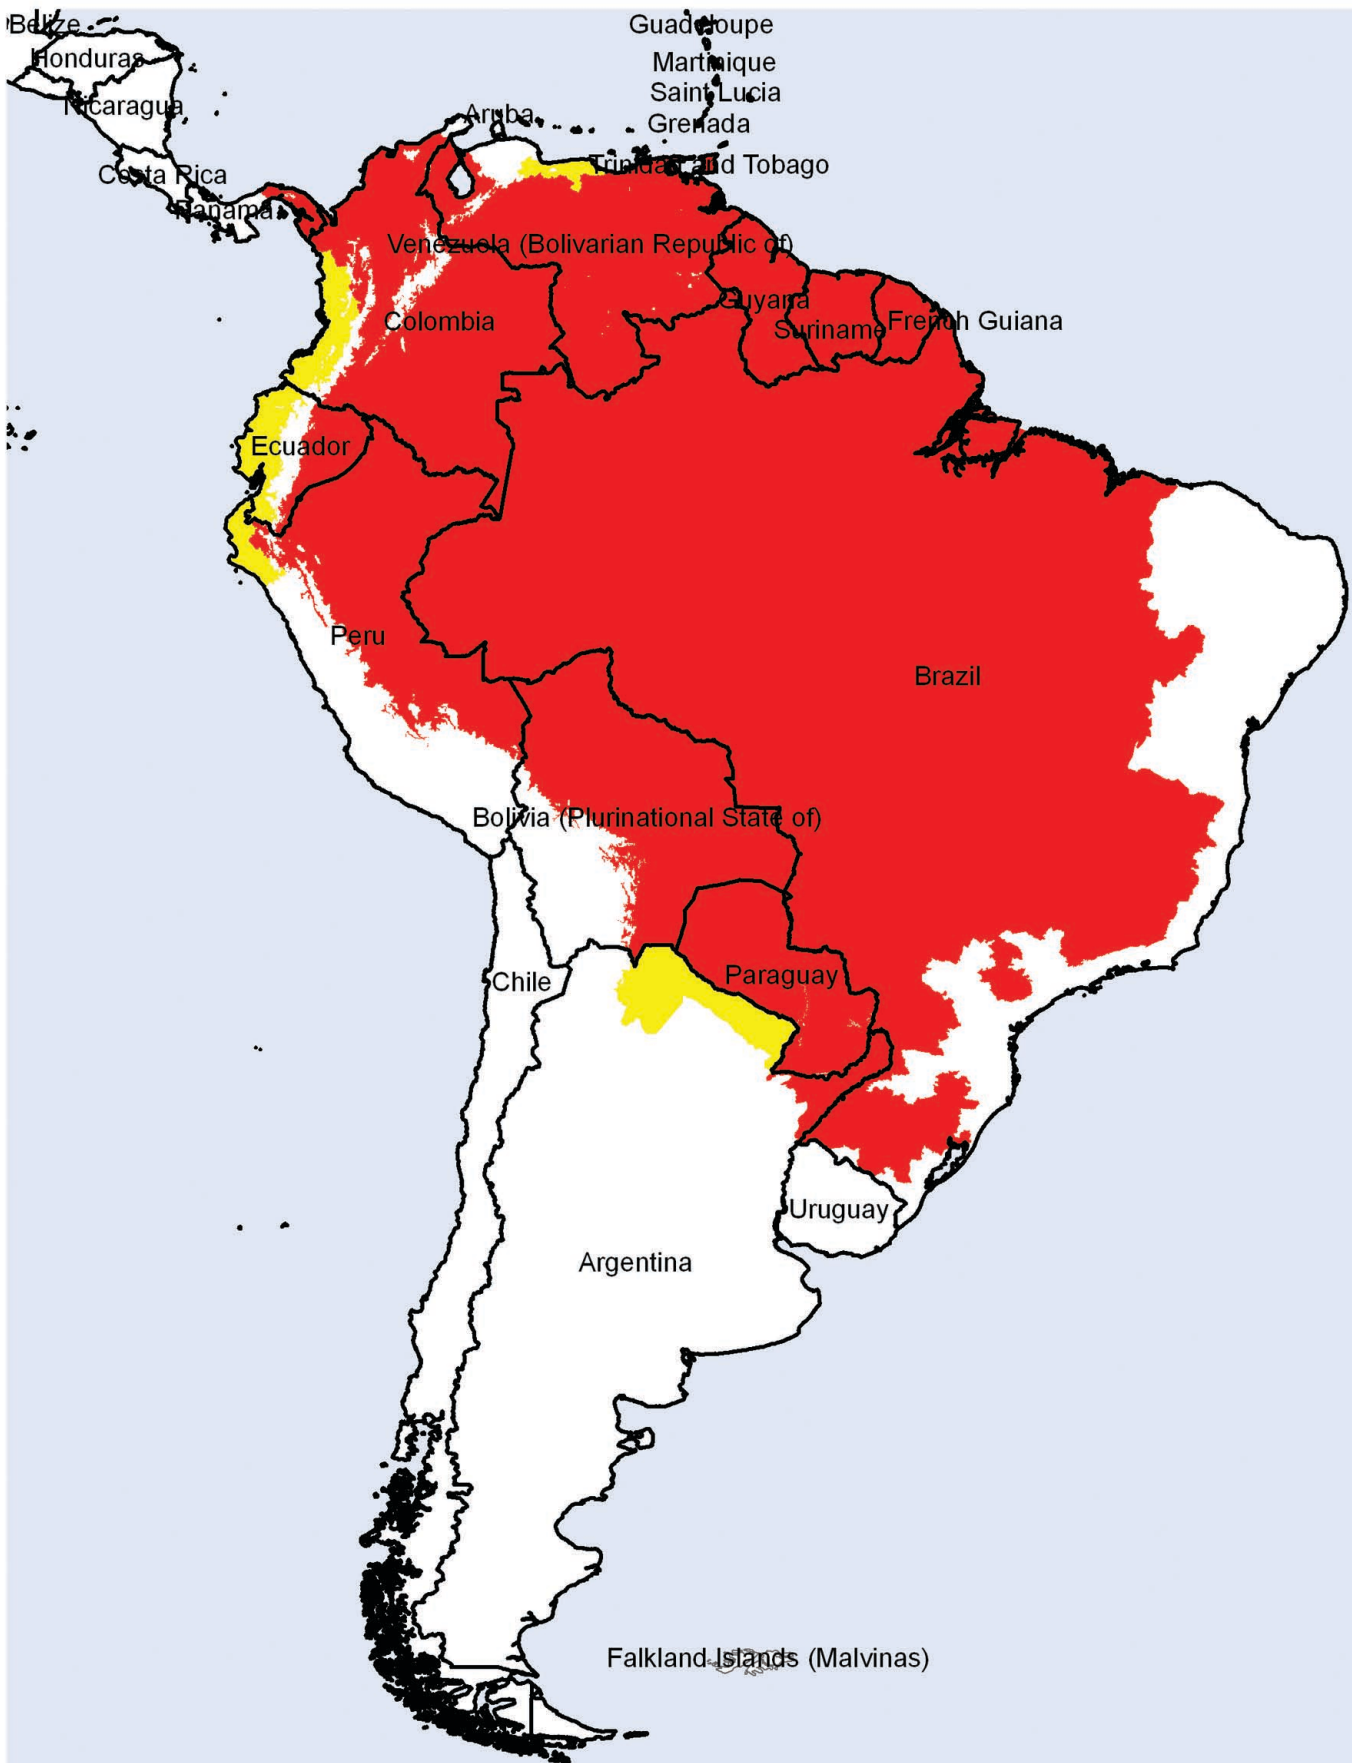 Belize
Guadeloupe
Honduras
Martinique
Saint Lucia
Nicaragua
Aruba
Grenada
Costa Rica
Trinidad and Tobago
Panama
Venezuola (Bolivarian Republic of)
Guyana
Colombia
Suriname
French Guiana
Ecuador
Peru
Brazil
Bolivia (Plurinational State of)
Chile
Paraguay
Uruguay
Argentina
Falkland Islands (Malvinas)